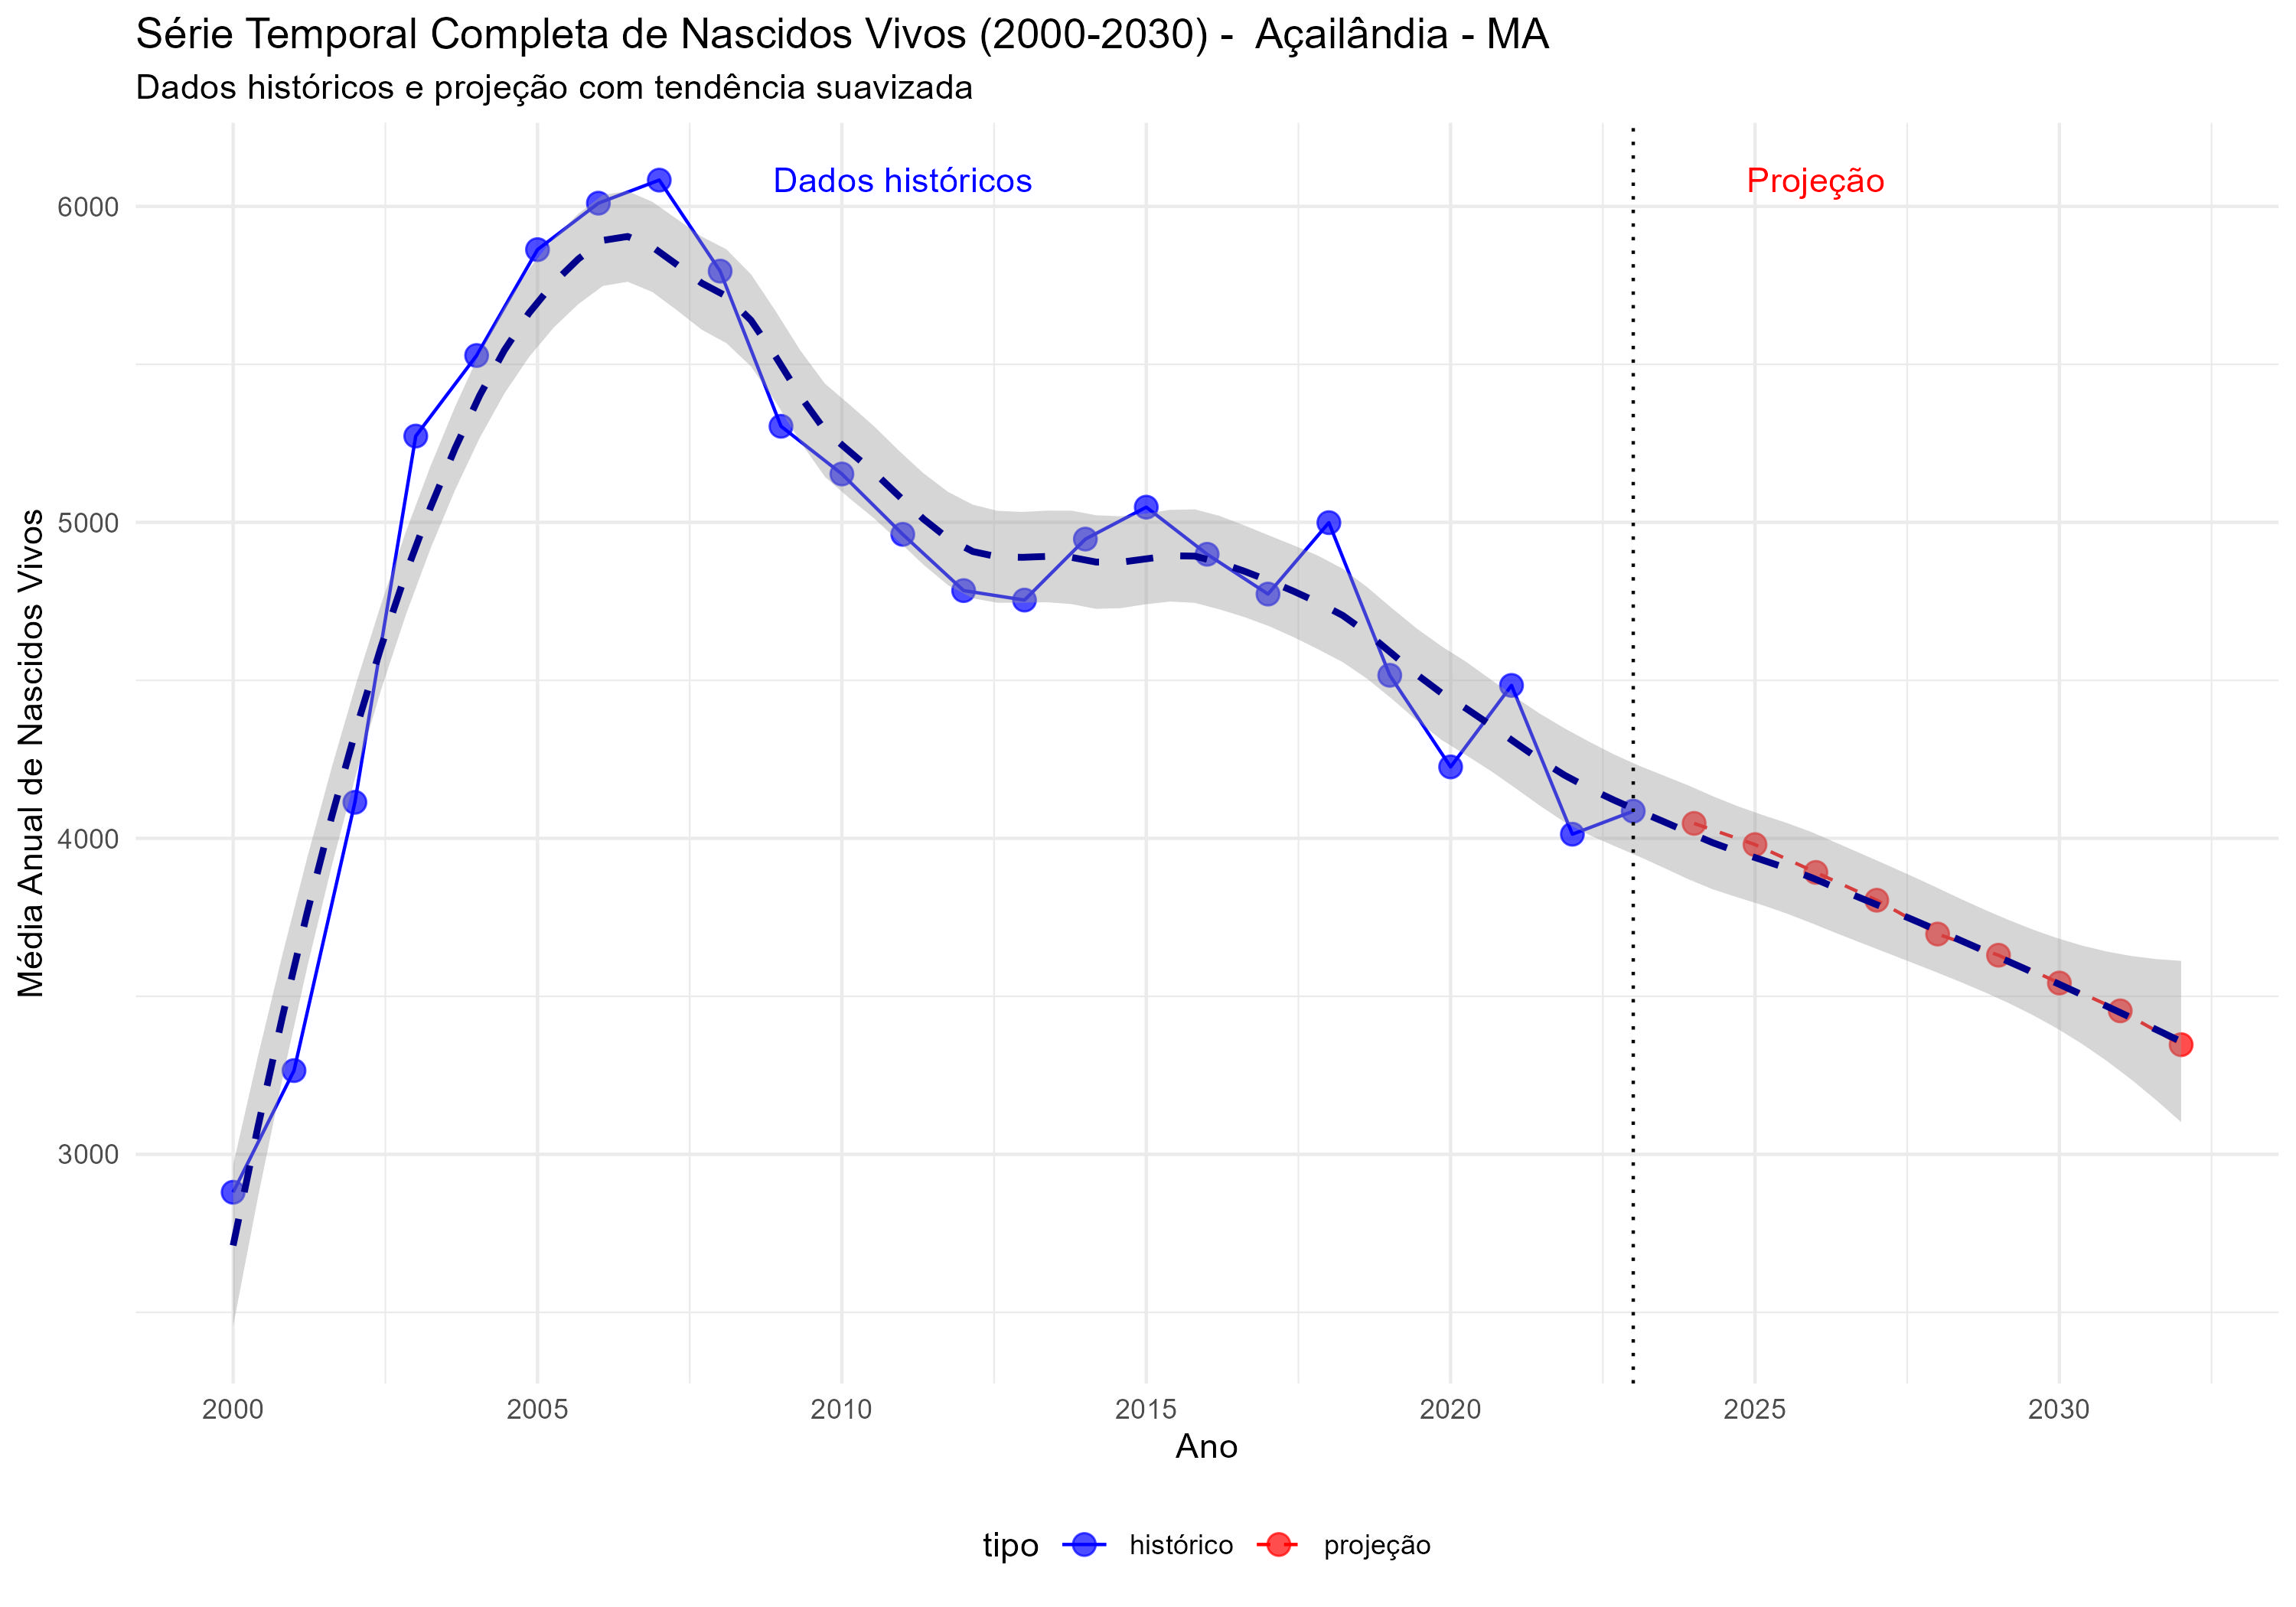 Série Temporal Completa de Nascidos Vivos (2000-2030) -  Açailândia - MA
Dados históricos e projeção com tendência suavizada
Dados históricos
Projeção
6000
5000
4000
3000
Média Anual de Nascidos Vivos
2000
2005
2010
2015
2020
2025
2030
Ano
tipo
histórico
projeção